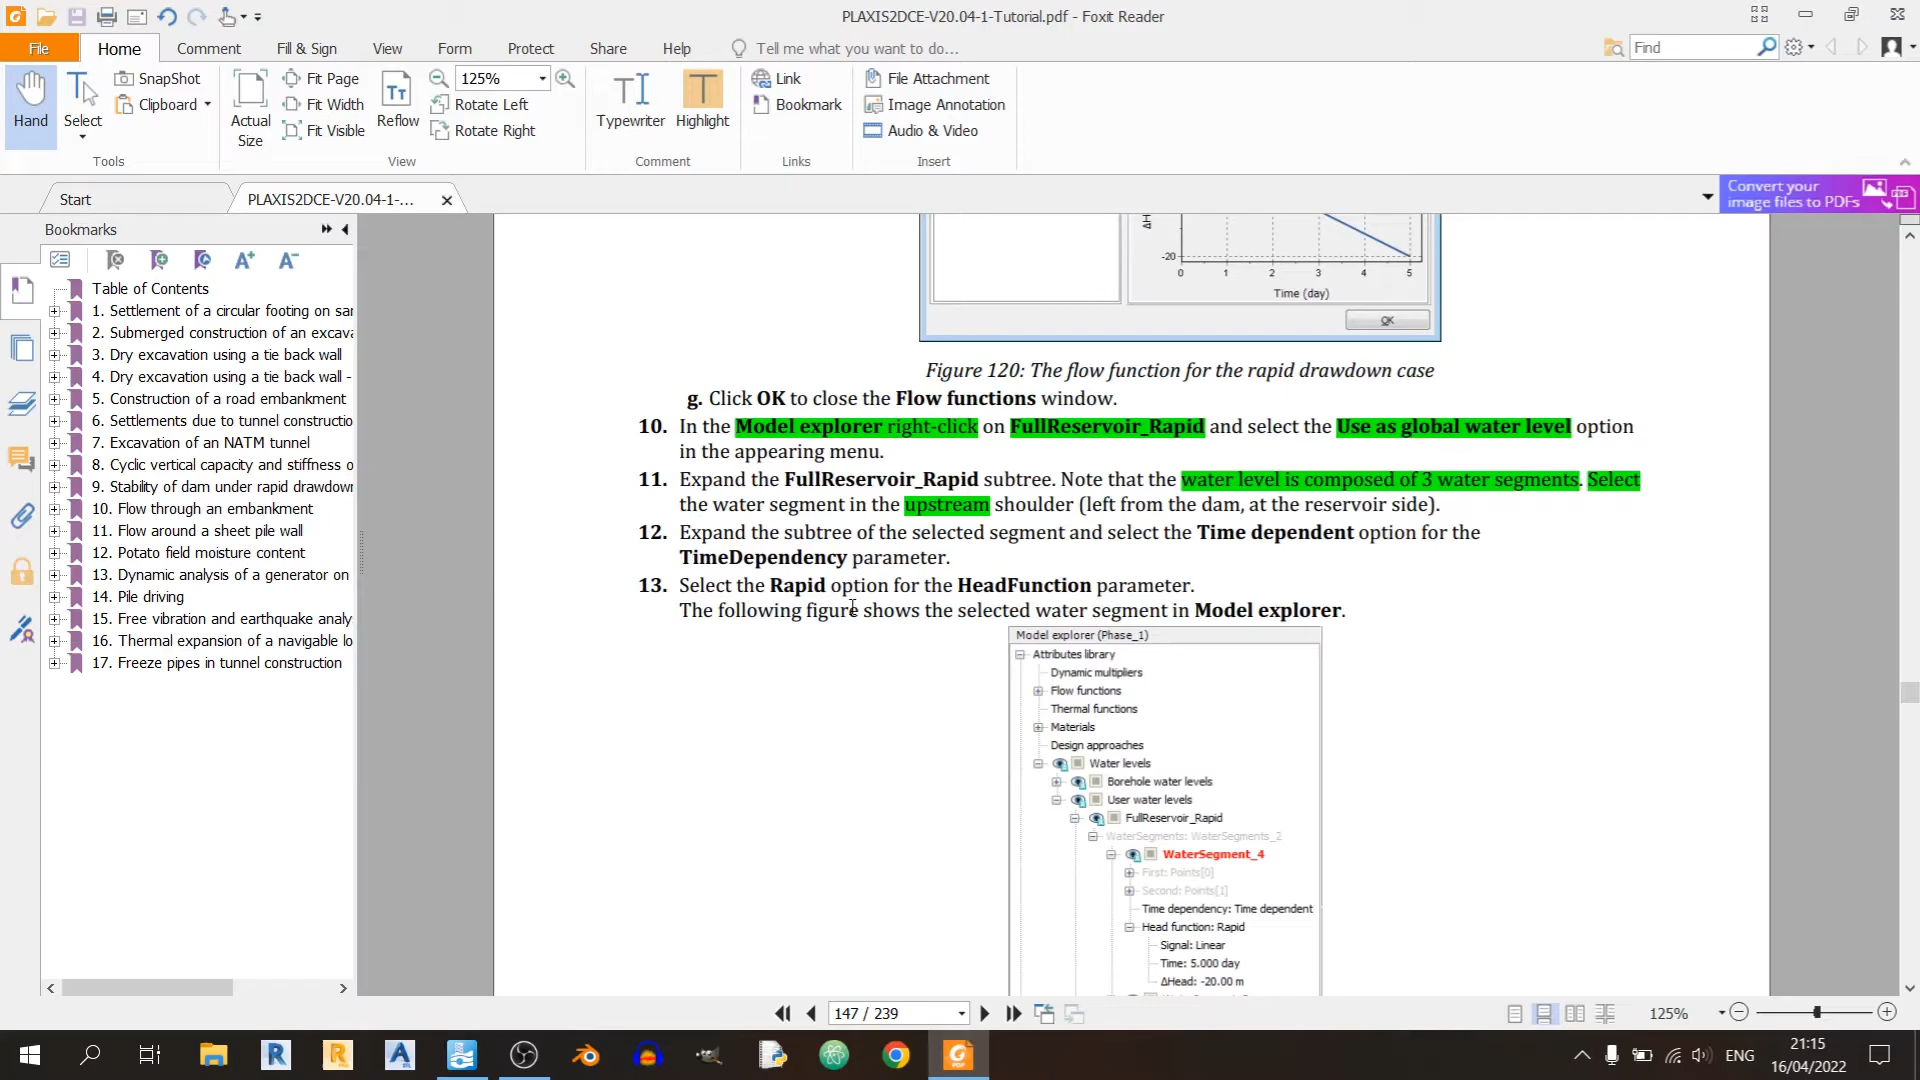 PLAXIS2DCE-V20.04-1-Tutorial.pdf - Foxit Reader
File Home Comment Fill & Sign View Form Protect Share Help Tell me what you want to do... Find
Hand
Select
SnapShot
Clipboard
Tools
Actual Size
Fit Page
Fit Width
Fit Visible
Reflow
125%
Rotate Left
Rotate Right
View
Typewriter
Highlight
Comment
Link
Bookmark
Links
File Attachment
Image Annotation
Audio & Video
Insert
Start
PLAXIS2DCE-V20.04-1-...
Convert your
image files to PDFs
Bookmarks
Table of Contents
1. Settlement of a circular footing on sar
2. Submerged construction of an excava
3. Dry excavation using a tie back wall
4. Dry excavation using a tie back wall -
5. Construction of a road embankment
6. Settlements due to tunnel constructio
7. Excavation of an NATM tunnel
8. Cyclic vertical capacity and stiffness o
9. Stability of dam under rapid drawdown
10. Flow through an embankment
11. Flow around a sheet pile wall
12. Potato field moisture content
13. Dynamic analysis of a generator on
14. Pile driving
15. Free vibration and earthquake analy
16. Thermal expansion of a navigable lo
17. Freeze pipes in tunnel construction
ΔH
-20
0 1 2 3 4 5
Time (day)
OK
Figure 120: The flow function for the rapid drawdown case
g. Click OK to close the Flow functions window.
10. In the Model explorer right-click on FullReservoir_Rapid and select the Use as global water level option
in the appearing menu.
11. Expand the FullReservoir_Rapid subtree. Note that the water level is composed of 3 water segments. Select
the water segment in the upstream shoulder (left from the dam, at the reservoir side).
12. Expand the subtree of the selected segment and select the Time dependent option for the
TimeDependency parameter.
13. Select the Rapid option for the HeadFunction parameter.
The following figure shows the selected water segment in Model explorer.
Model explorer (Phase_1)
Attributes library
Dynamic multipliers
Flow functions
Thermal functions
Materials
Design approaches
Water levels
Borehole water levels
User water levels
FullReservoir_Rapid
WaterSegments: WaterSegments_2
WaterSegment_4
First: Points[0]
Second: Points[1]
Time dependency: Time dependent
Head function: Rapid
Signal: Linear
Time: 5.000 day
ΔHead: -20.00 m
147 / 239
125%
ENG
21:15
16/04/2022